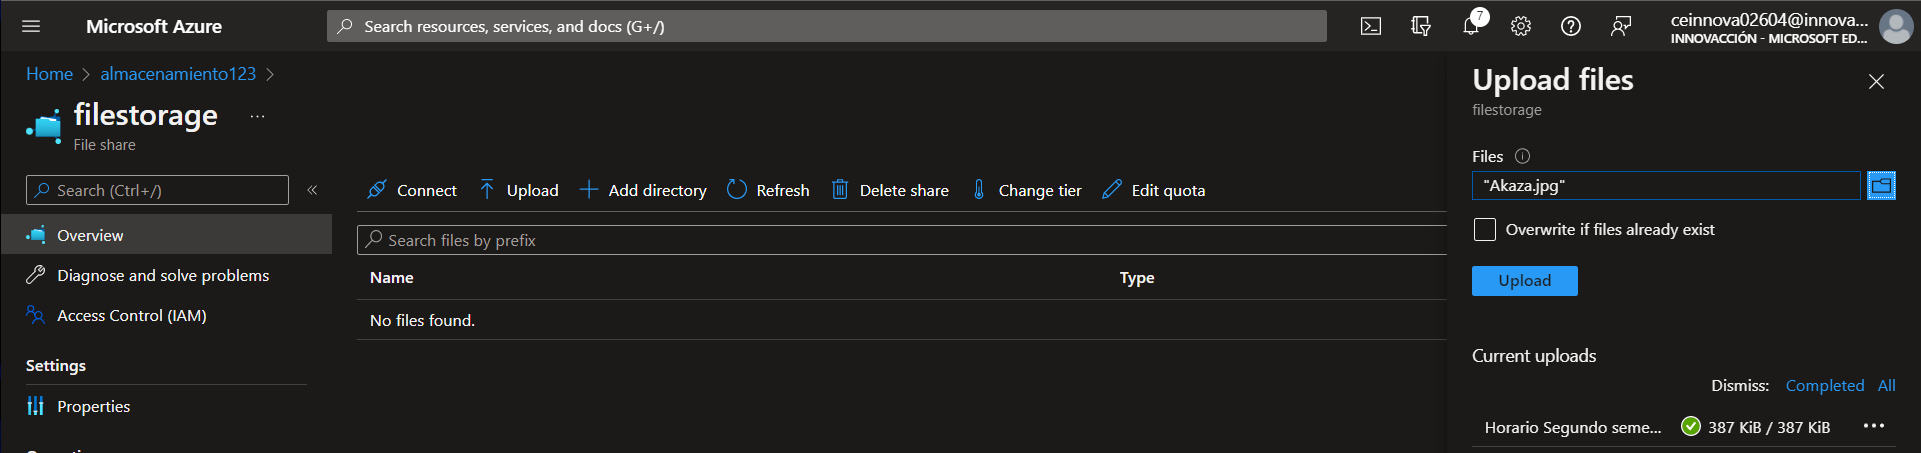 Microsoft Azure
Search resources, services, and docs (G+/)
7
ceinnova02604@innova...
INNOVACCIÓN - MICROSOFT ED...
Home > almacenamiento123 >
filestorage ...
File share
Search (Ctrl+/)
«
Overview
Diagnose and solve problems
Access Control (IAM)
Settings
Properties
Connect Upload Add directory Refresh Delete share Change tier Edit quota
Search files by prefix
Name Type
No files found.
Upload files
filestorage
Files
"Akaza.jpg"
Overwrite if files already exist
Upload
Current uploads
Dismiss: Completed All
Horario Segundo seme... 387 KiB / 387 KiB ...